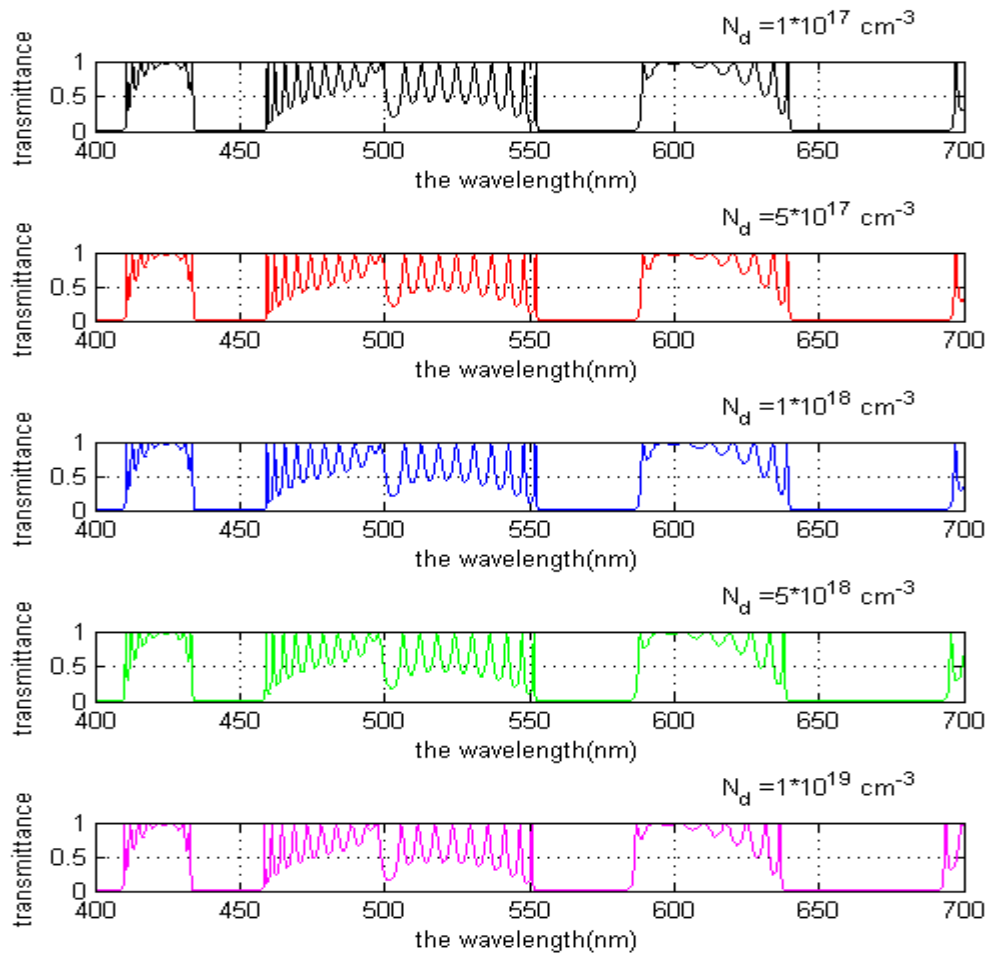 N_d =1*10^17 cm^-3
transmittance
1
0.5
0
400 450 500 550 600 650 700
the wavelength(nm)
N_d =5*10^17 cm^-3
transmittance
1
0.5
0
400 450 500 550 600 650 700
the wavelength(nm)
N_d =1*10^18 cm^-3
transmittance
1
0.5
0
400 450 500 550 600 650 700
the wavelength(nm)
N_d =5*10^18 cm^-3
transmittance
1
0.5
0
400 450 500 550 600 650 700
the wavelength(nm)
N_d =1*10^19 cm^-3
transmittance
1
0.5
0
400 450 500 550 600 650 700
the wavelength(nm)